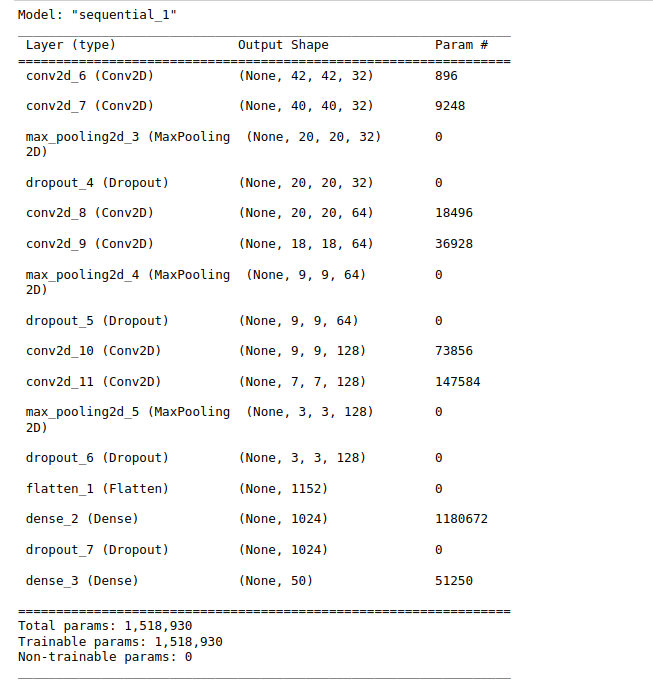 Model: "sequential_1"
Layer (type) Output Shape Param #
conv2d_6 (Conv2D) (None, 42, 42, 32) 896
conv2d_7 (Conv2D) (None, 40, 40, 32) 9248
max_pooling2d_3 (MaxPooling (None, 20, 20, 32) 0
2D)
dropout_4 (Dropout) (None, 20, 20, 32) 0
conv2d_8 (Conv2D) (None, 20, 20, 64) 18496
conv2d_9 (Conv2D) (None, 18, 18, 64) 36928
max_pooling2d_4 (MaxPooling (None, 9, 9, 64) 0
2D)
dropout_5 (Dropout) (None, 9, 9, 64) 0
conv2d_10 (Conv2D) (None, 9, 9, 128) 73856
conv2d_11 (Conv2D) (None, 7, 7, 128) 147584
max_pooling2d_5 (MaxPooling (None, 3, 3, 128) 0
2D)
dropout_6 (Dropout) (None, 3, 3, 128) 0
flatten_1 (Flatten) (None, 1152) 0
dense_2 (Dense) (None, 1024) 1180672
dropout_7 (Dropout) (None, 1024) 0
dense_3 (Dense) (None, 50) 51250
Total params: 1,518,930
Trainable params: 1,518,930
Non-trainable params: 0